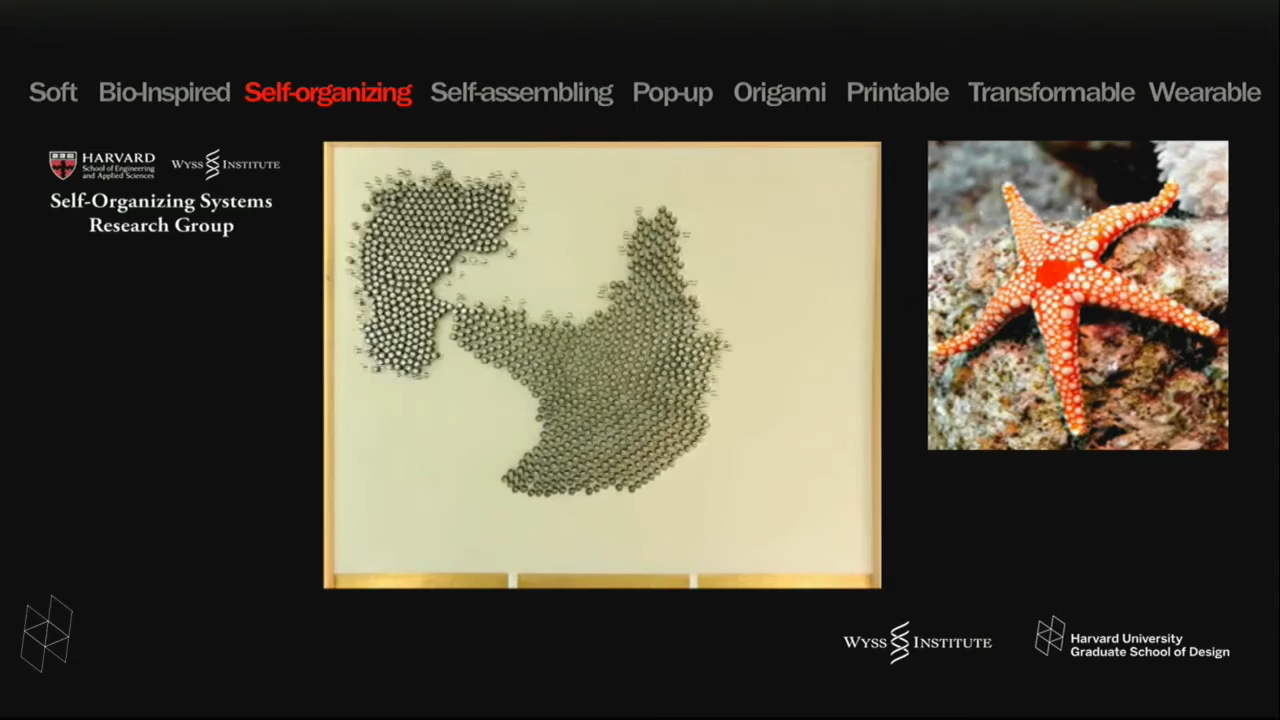 Soft Bio-Inspired Self-organizing Self-assembling Pop-up Origami Printable Transformable Wearable
HARVARD
School of Engineering
and Applied Sciences
WYSS INSTITUTE
Self-Organizing Systems
Research Group
WYSS INSTITUTE
Harvard University
Graduate School of Design